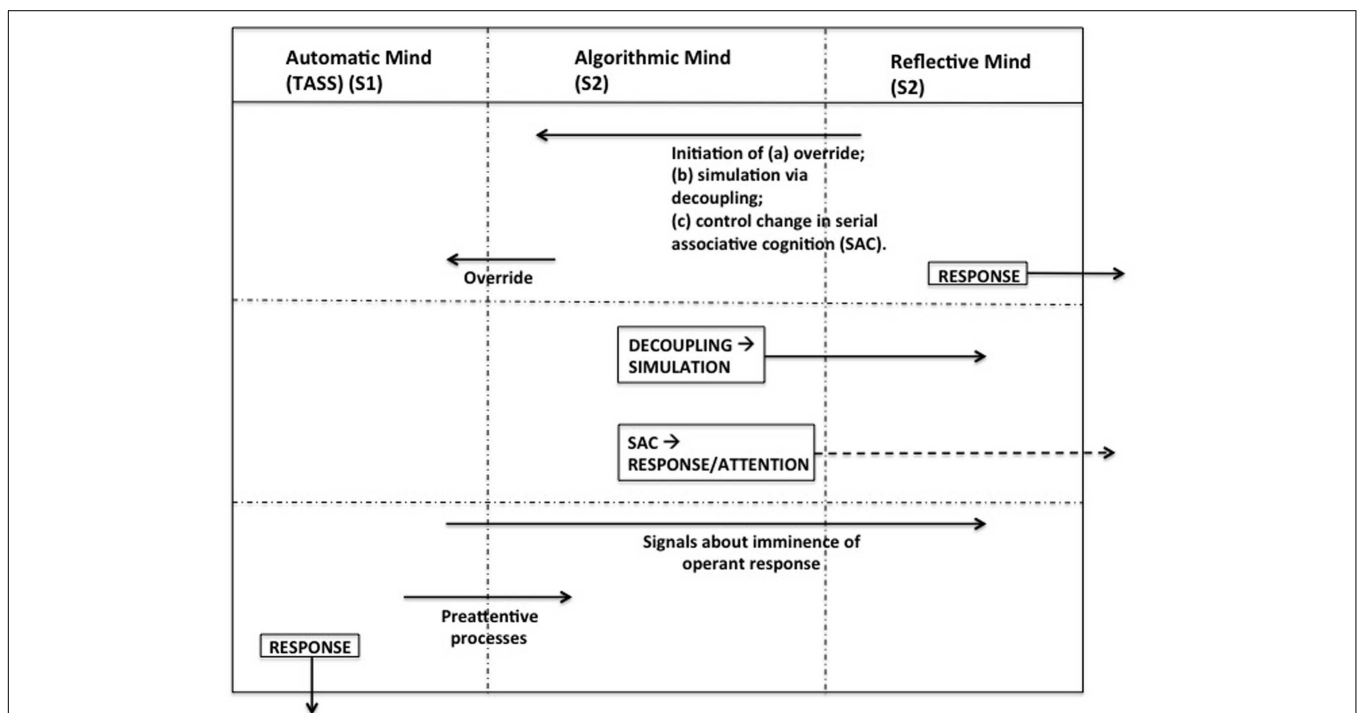 Automatic Mind
(TASS) (S1)
Algorithmic Mind
(S2)
Reflective Mind
(S2)
Initiation of (a) override;
(b) simulation via
decoupling;
(c) control change in serial
associative cognition (SAC).
Override
RESPONSE
DECOUPLING →
SIMULATION
SAC →
RESPONSE/ATTENTION
Signals about imminence of
operant response
Preattentive
processes
RESPONSE